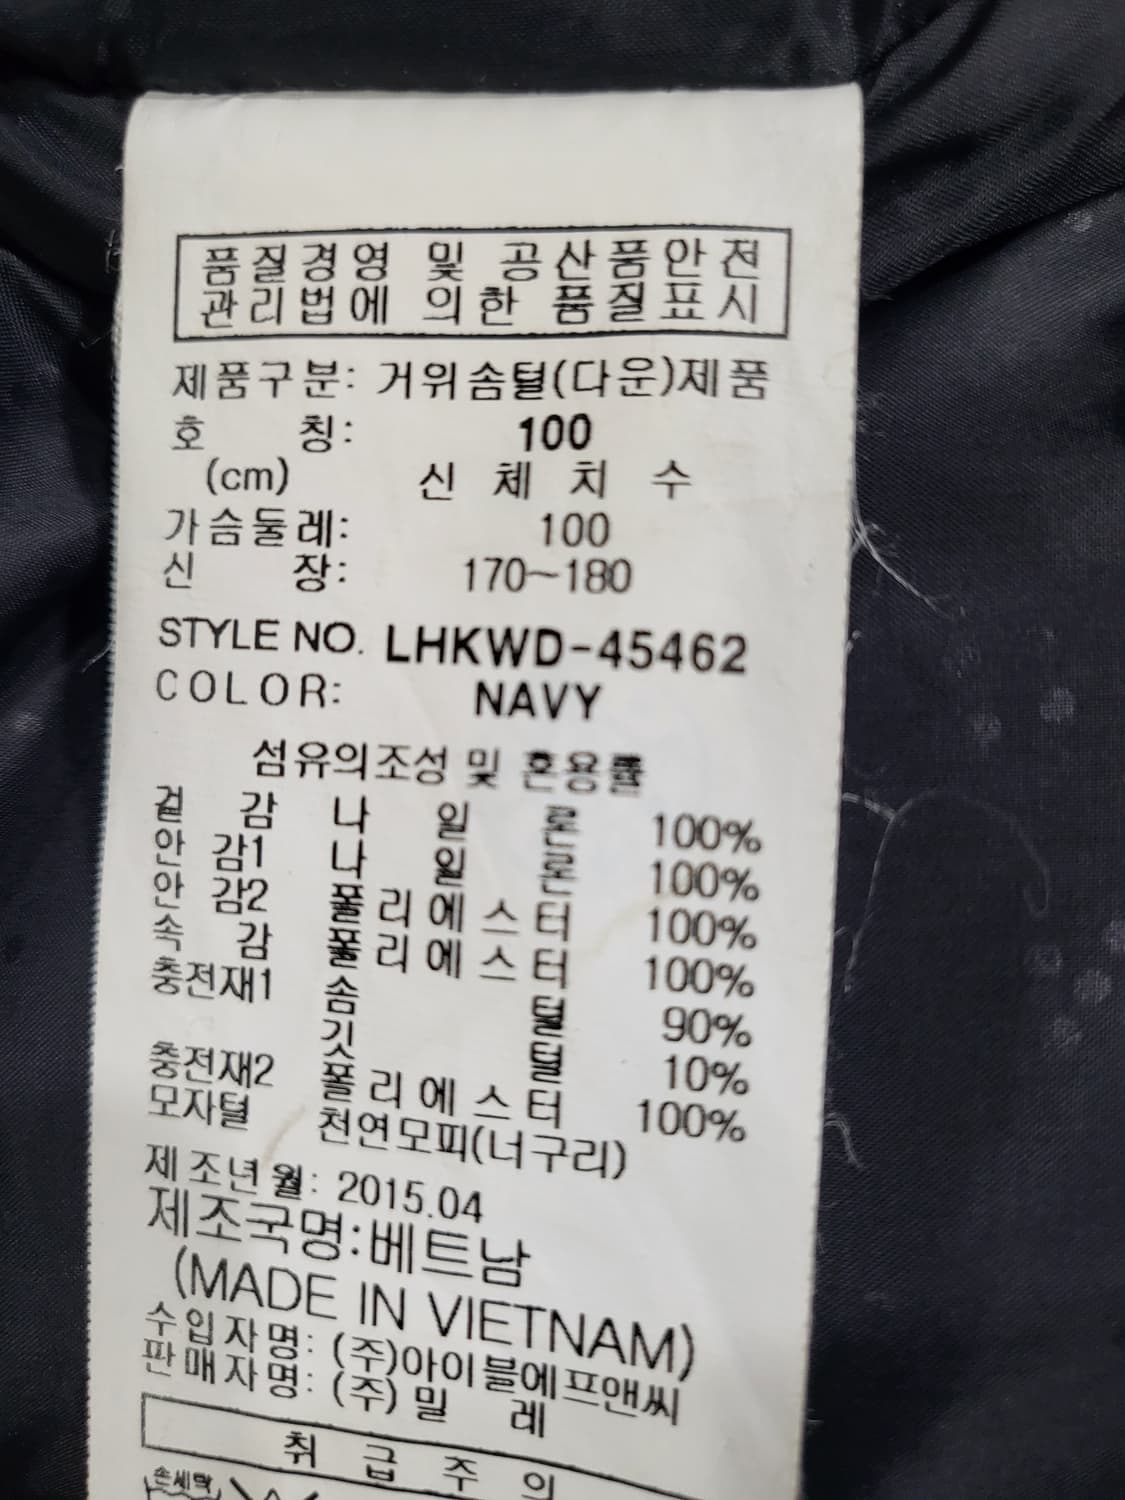 품질경영 및 공산품안전
관리법에 의한 품질표시
제품구분: 거위솜털(다운)제품
호 칭: 100
(cm) 신 체 치 수
가슴둘레: 100
신 장: 170~180
STYLE NO. LHKWD-45462
COLOR: NAVY
섬유의조성 및 혼용률
겉 감 나 일 론 100%
안 감1 나 일 론 100%
안 감2 폴리에스터 100%
속 감 폴리에스터 100%
충전재1 솜 털 90%
깃 털 10%
충전재2 폴리에스터 100%
모자털 천연모피(너구리)
제조년월: 2015.04
제조국명:베트남
(MADE IN VIETNAM)
수입자명: (주)아이블에프앤씨
판매자명: (주) 밀 레
취 급 주 의
손세탁